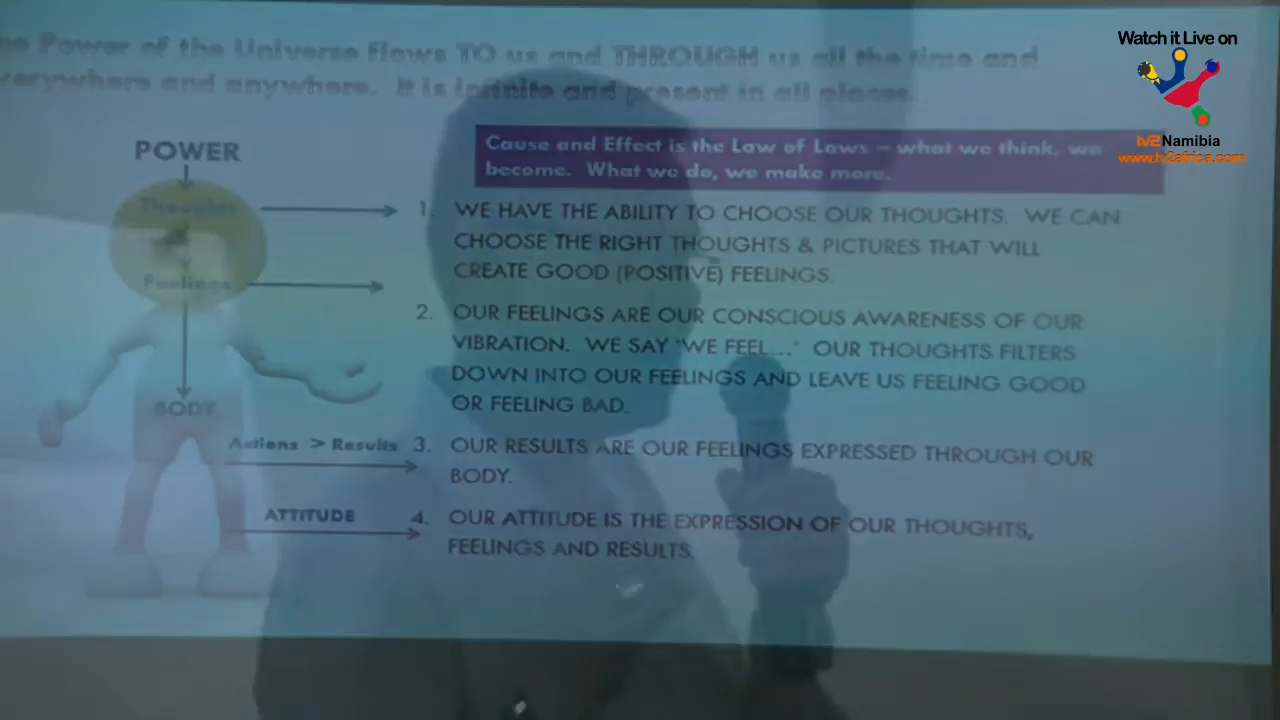 he Power of the Universe flows TO us and THROUGH us all the time and
verywhere and anywhere. It is infinite and present in all places.
POWER
Thoughts
Feelings
BODY
Actions > Results
ATTITUDE
Cause and Effect is the Law of Laws – what we think, we
become. What we do, we make more.
1. WE HAVE THE ABILITY TO CHOOSE OUR THOUGHTS. WE CAN
CHOOSE THE RIGHT THOUGHTS & PICTURES THAT WILL
CREATE GOOD (POSITIVE) FEELINGS.
2. OUR FEELINGS ARE OUR CONSCIOUS AWARENESS OF OUR
VIBRATION. WE SAY "WE FEEL..." OUR THOUGHTS FILTERS
DOWN INTO OUR FEELINGS AND LEAVE US FEELING GOOD
OR FEELING BAD.
3. OUR RESULTS ARE OUR FEELINGS EXPRESSED THROUGH OUR
BODY.
4. OUR ATTITUDE IS THE EXPRESSION OF OUR THOUGHTS,
FEELINGS AND RESULTS.
Watch it Live on
tv2Namibia
www.tv2africa.com